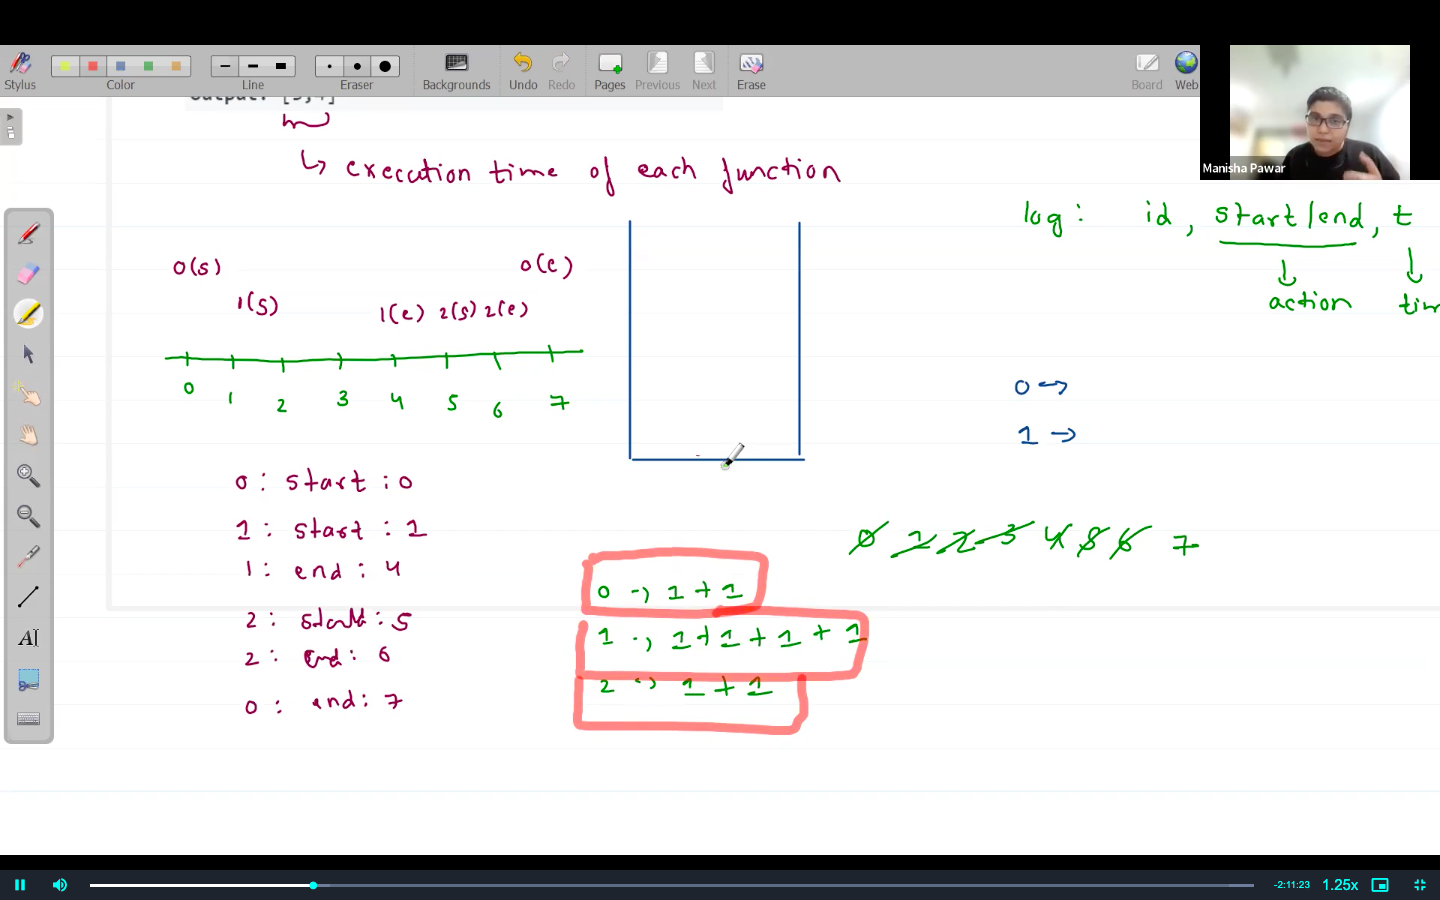 Stylus
Color
Line
Eraser
Backgrounds
Undo
Redo
Pages
Previous
Next
Erase
Board
Web
Manisha Pawar
Output: [3,4]
↳ execution time of each function
log: id, start/end, t
action
0(s)
0(e)
1(s)
1(e) 2(s) 2(e)
0 1 2 3 4 5 6 7
0 →
1 →
0: start: 0
1: start: 1
1: end: 4
2: start: 5
2: end: 6
0: end: 7
0 1 2 3 4 5 6 7
0 → 1 + 1
1 → 1 + 1 + 1 + 1
2 → 1 + 1
AI
-2:11:23
1.25x